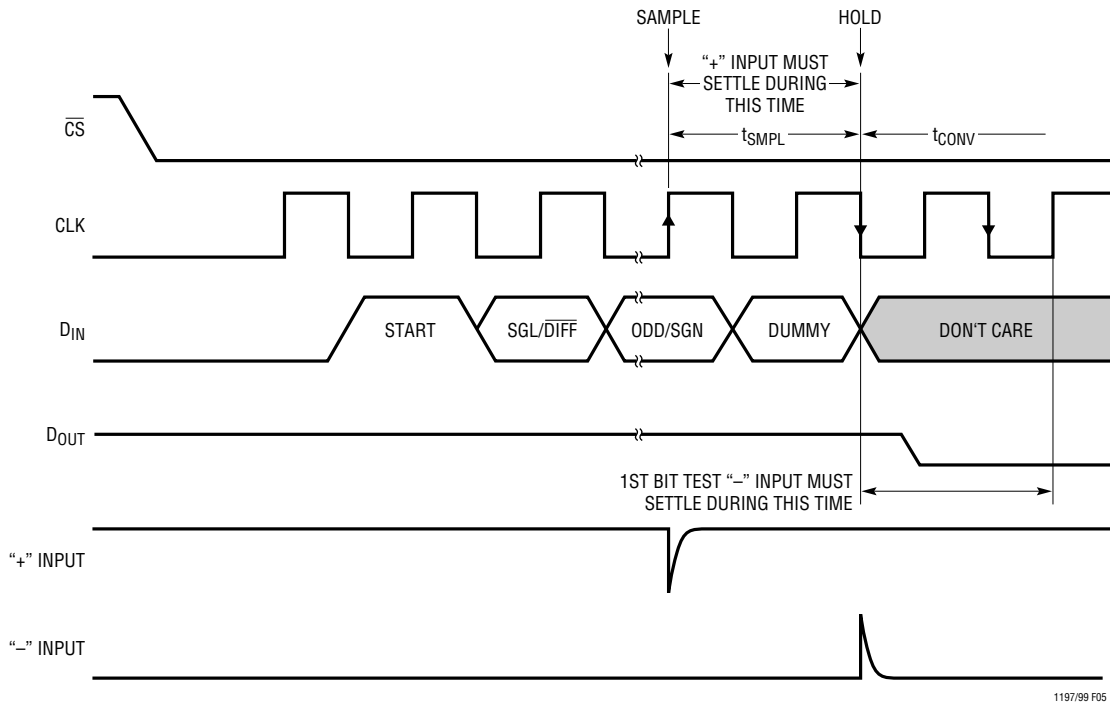 SAMPLE
HOLD
“+” INPUT MUST
SETTLE DURING
THIS TIME
tSMPL
tCONV
CS
CLK
DIN
START
SGL/DIFF
ODD/SGN
DUMMY
DON‘T CARE
DOUT
1ST BIT TEST “–” INPUT MUST
SETTLE DURING THIS TIME
“+” INPUT
“–” INPUT
1197/99 F05